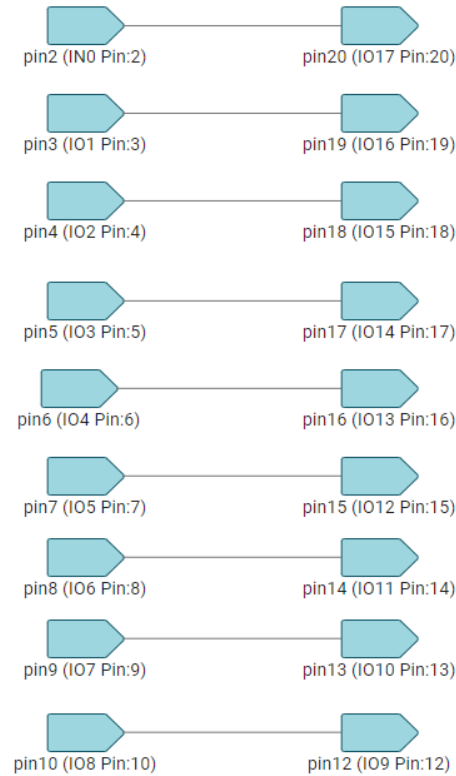 pin2 (IN0 Pin:2) pin20 (IO17 Pin:20)
pin3 (IO1 Pin:3) pin19 (IO16 Pin:19)
pin4 (IO2 Pin:4) pin18 (IO15 Pin:18)
pin5 (IO3 Pin:5) pin17 (IO14 Pin:17)
pin6 (IO4 Pin:6) pin16 (IO13 Pin:16)
pin7 (IO5 Pin:7) pin15 (IO12 Pin:15)
pin8 (IO6 Pin:8) pin14 (IO11 Pin:14)
pin9 (IO7 Pin:9) pin13 (IO10 Pin:13)
pin10 (IO8 Pin:10) pin12 (IO9 Pin:12)